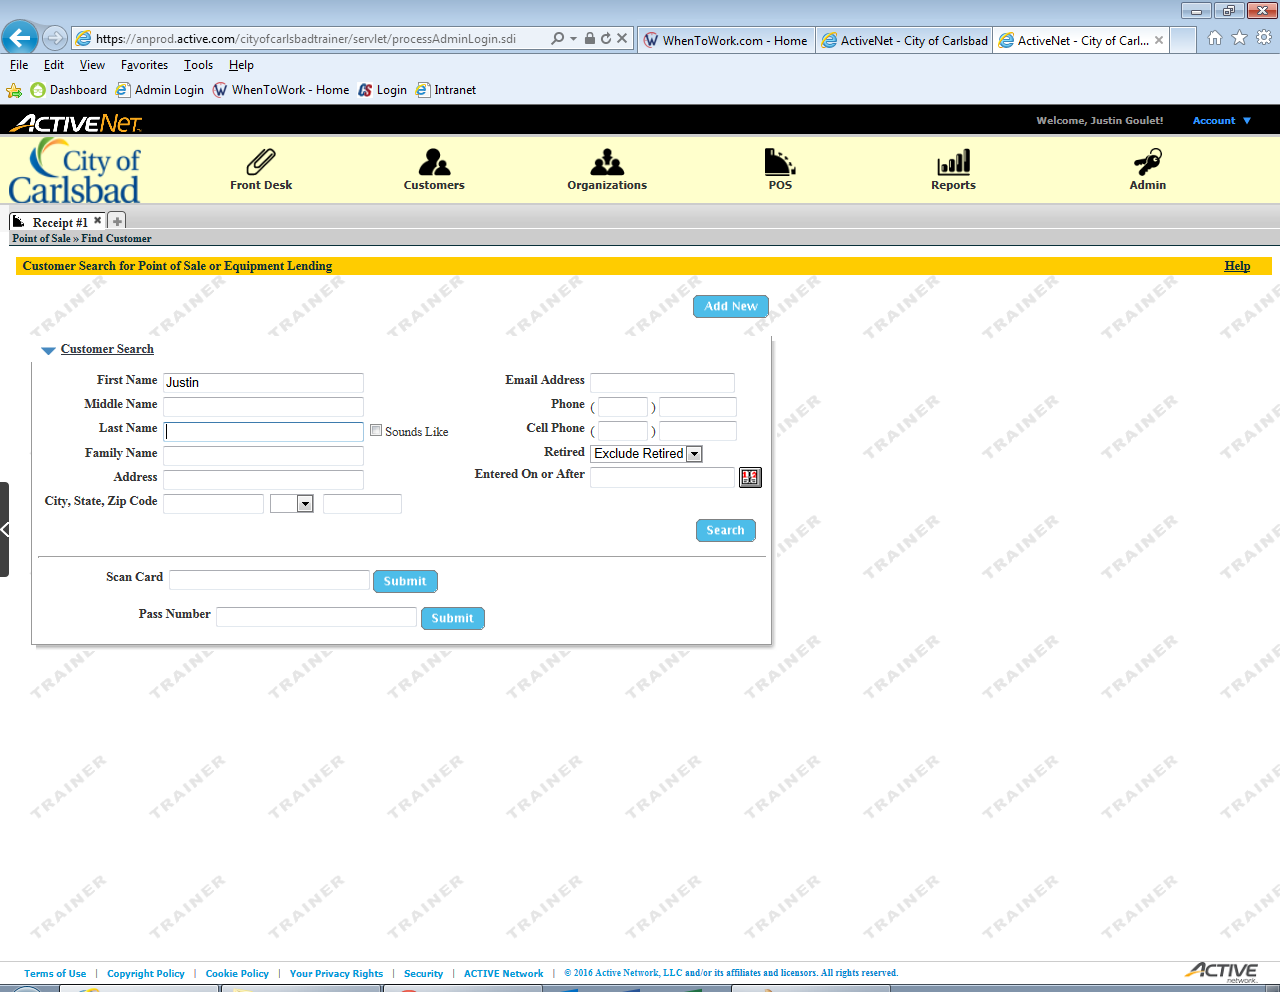 https://anprod.active.com/cityofcarlsbadtrainer/servlet/processAdminLogin.sdi
WhenToWork.com - Home
ActiveNet - City of Carlsbad
ActiveNet - City of Carl...
File Edit View Favorites Tools Help
Dashboard Admin Login WhenToWork - Home Login Intranet
ACTIVENet Welcome, Justin Goulet! Account
City of
Carlsbad
Front Desk Customers Organizations POS Reports Admin
Receipt #1
Point of Sale » Find Customer
Customer Search for Point of Sale or Equipment Lending Help
Add New
Customer Search
First Name Justin Email Address
Middle Name Phone ( )
Last Name Sounds Like Cell Phone ( )
Family Name Retired Exclude Retired
Address Entered On or After
City, State, Zip Code
Search
Scan Card Submit
Pass Number Submit
TRAINER
Terms of Use | Copyright Policy | Cookie Policy | Your Privacy Rights | Security | ACTIVE Network | © 2016 Active Network, LLC and/or its affiliates and licensors. All rights reserved.
ACTIVE
network